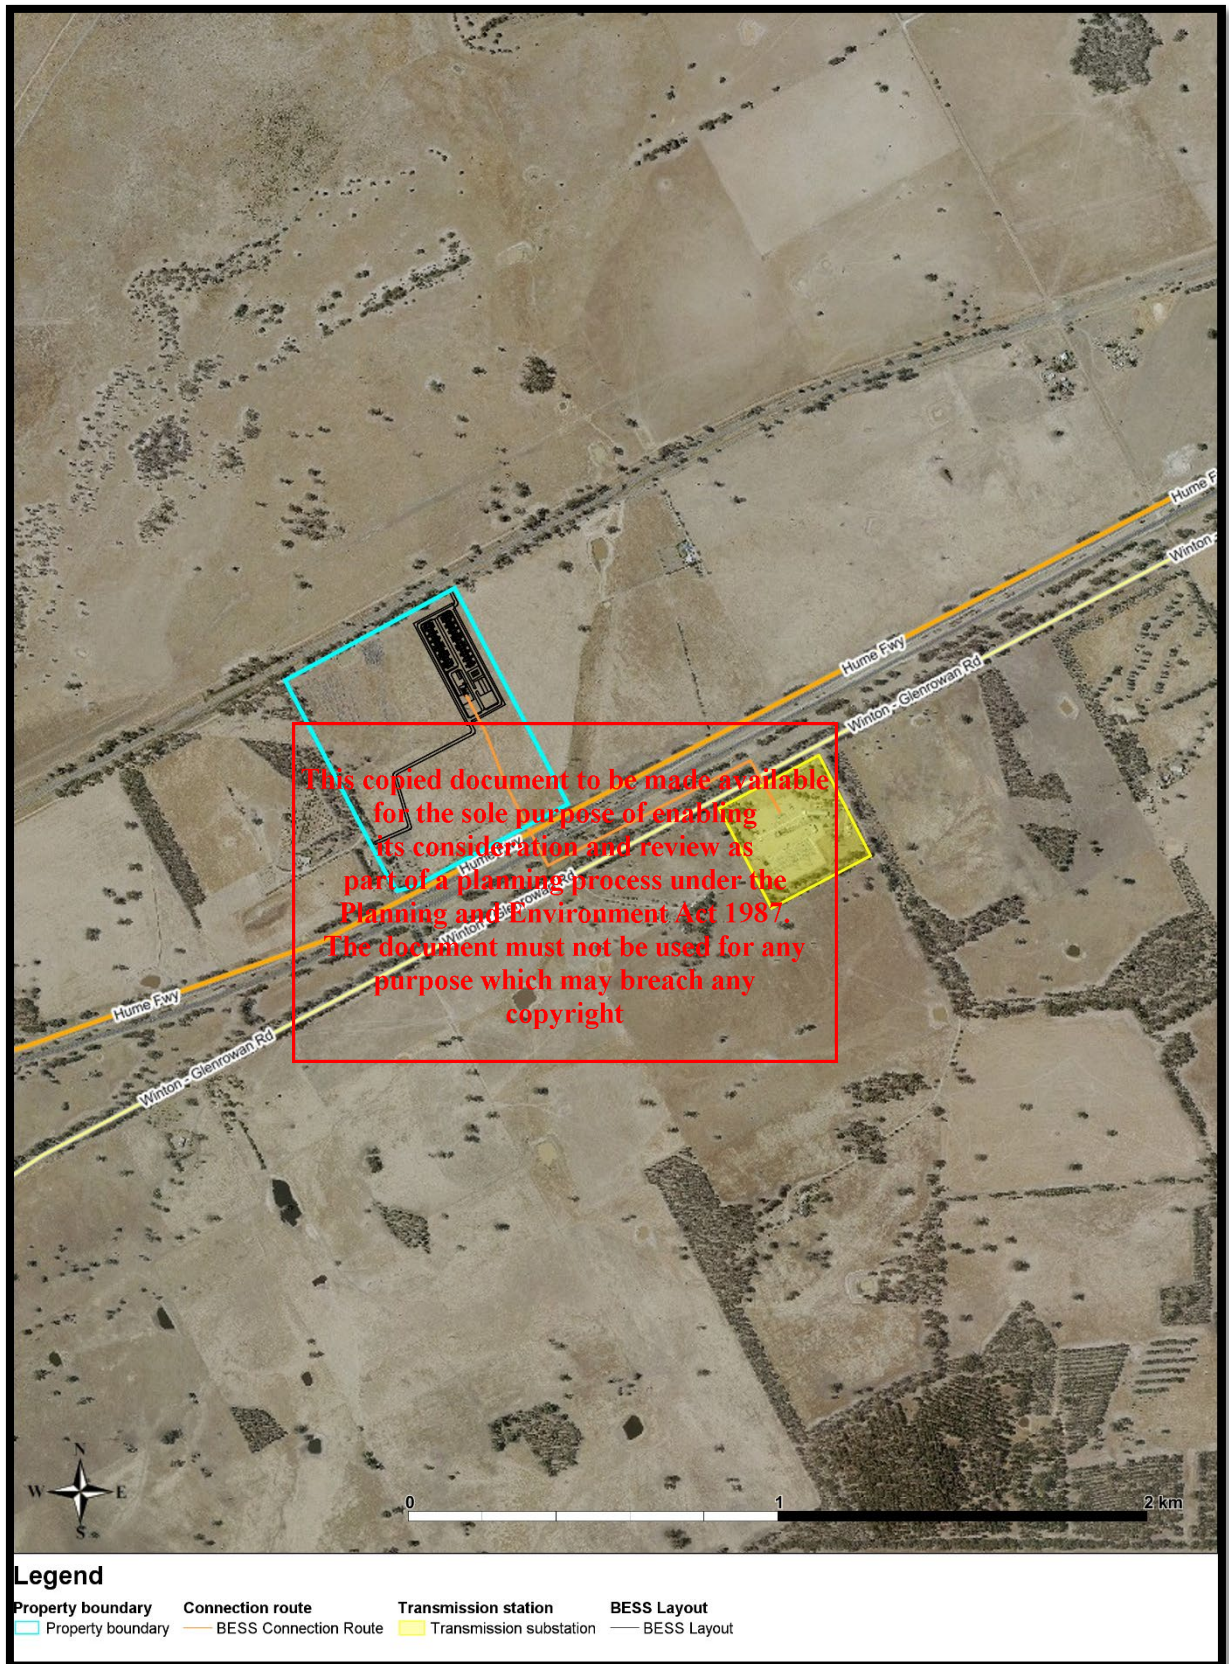 Hume F
Winton -
Hume Fwy
Winton - Glenrowan Rd
This copied document to be made available
for the sole purpose of enabling
its consideration and review as
part of a planning process under the
Planning and Environment Act 1987.
The document must not be used for any
purpose which may breach any
copyright
Hume Fwy
Winton - Glenrowan Rd
Hume Fwy
Winton - Glenrowan Rd
N
W E
S
0 1 2 km
Legend
Property boundary Connection route Transmission station BESS Layout
Property boundary BESS Connection Route Transmission substation BESS Layout